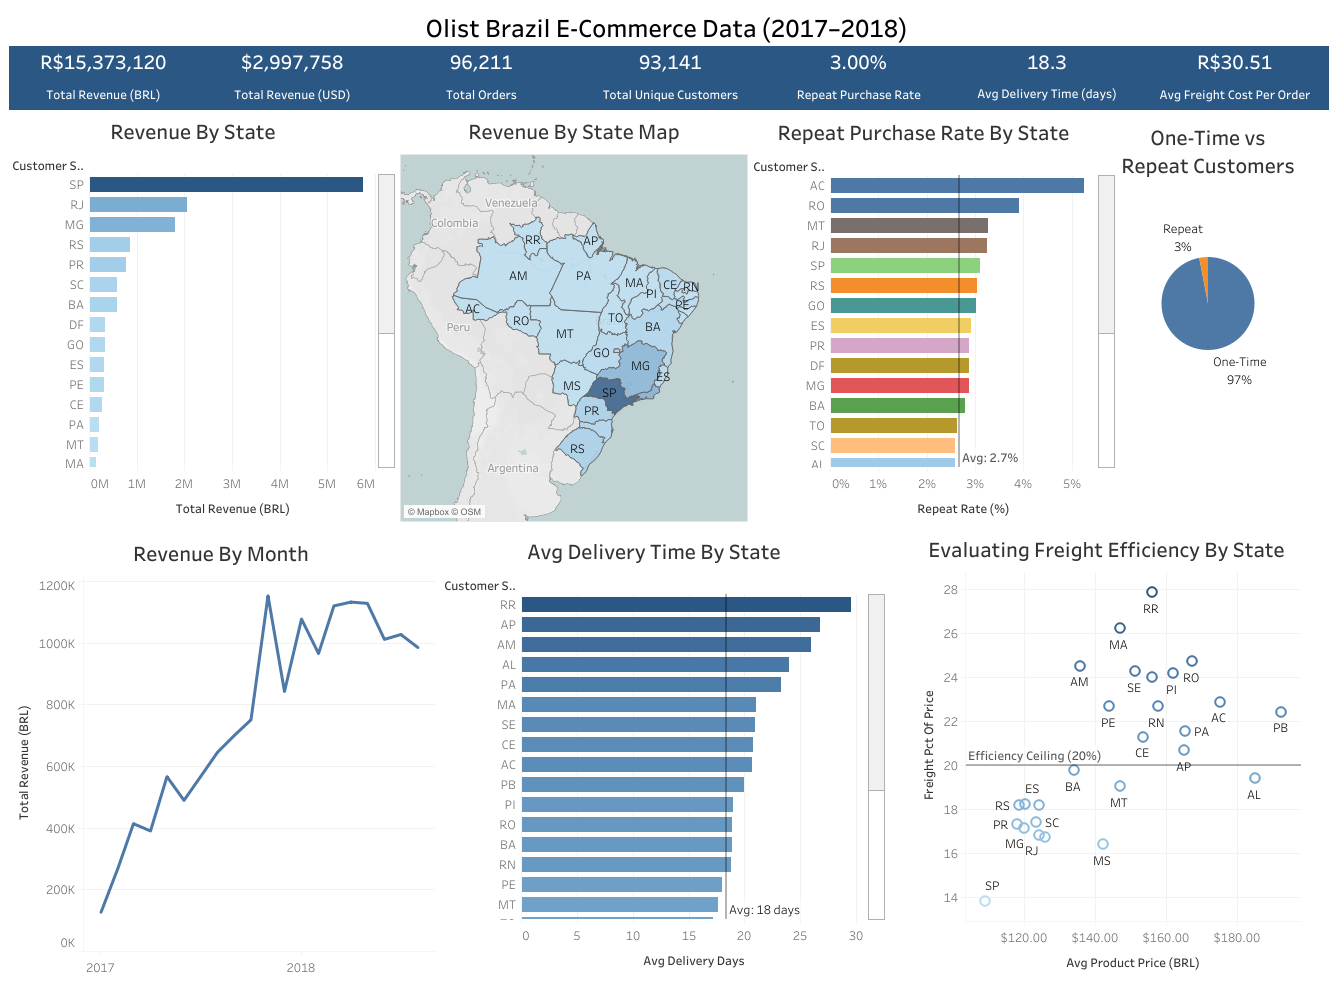 Olist Brazil E-Commerce Data (2017–2018)
R$15,373,120
$2,997,758
96,211
93,141
3.00%
18.3
R$30.51
Total Revenue (BRL)
Total Revenue (USD)
Total Orders
Total Unique Customers
Repeat Purchase Rate
Avg Delivery Time (days)
Avg Freight Cost Per Order
Revenue By State
Customer S..
SP
RJ
MG
RS
PR
SC
BA
DF
GO
ES
PE
CE
PA
MT
MA
0M 1M 2M 3M 4M 5M 6M
Total Revenue (BRL)
Revenue By State Map
Venezuela
Colombia
RR
AP
AM
PA
MA
CE
RN
PI
PE
AC
Peru
RO
TO
BA
MT
GO
MG
ES
MS
SP
PR
RS
Argentina
© Mapbox © OSM
Repeat Purchase Rate By State
Customer S..
AC
RO
MT
RJ
SP
RS
GO
ES
PR
DF
MG
BA
TO
SC
AL
Avg: 2.7%
0% 1% 2% 3% 4% 5%
Repeat Rate (%)
One-Time vs
Repeat Customers
Repeat
3%
One-Time
97%
Revenue By Month
1200K
1000K
800K
600K
400K
200K
0K
Total Revenue (BRL)
2017 2018
Avg Delivery Time By State
Customer S..
RR
AP
AM
AL
PA
MA
SE
CE
AC
PB
PI
RO
BA
RN
PE
MT
Avg: 18 days
0 5 10 15 20 25 30
Avg Delivery Days
Evaluating Freight Efficiency By State
28
26
24
22
20
18
16
14
Freight Pct Of Price
RR
MA
AM
SE
PI
RO
PE
RN
AC
PB
CE
PA
AP
Efficiency Ceiling (20%)
BA
MT
AL
ES
RS
PR
SC
MG
RJ
MS
SP
$120.00 $140.00 $160.00 $180.00
Avg Product Price (BRL)